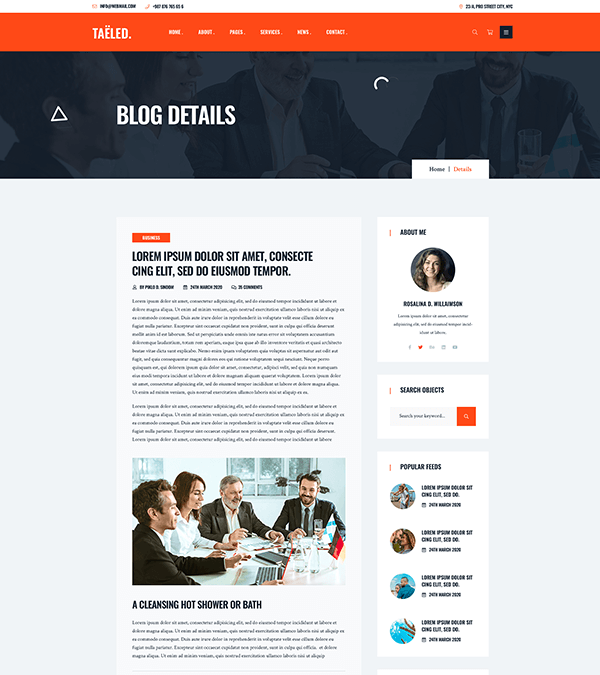 INFO@WEBMAIL.COM
+907 876 765 65 6
23 N, PRO STREET CITY, NYC
TAËLED.
HOME .
ABOUT .
PAGES .
SERVICES .
NEWS .
CONTACT .
BLOG DETAILS
Home | Details
BUSINESS
LOREM IPSUM DOLOR SIT AMET, CONSECTE
CING ELIT, SED DO EIUSMOD TEMPOR.
24TH MARCH 2020
35 COMMENTS
Lorem ipsum dolor sit amet, consectetur adipisicing elit, sed do eiusmod tempor incididunt ut labore et
dolore magna aliqua. Ut enim ad minim veniam, quis nostrud exercitation ullamco laboris nisi ut aliquip ex
ea commodo consequat. Duis aute irure dolor in reprehenderit in voluptate velit esse cillum dolore eu
fugiat nulla pariatur. Excepteur sint occaecat cupidatat non proident, sunt in culpa qui officia deserunt
mollit anim id est laborum. Sed ut perspiciatis unde omnis iste natus error sit voluptatem accusantium
doloremque laudantium, totam rem aperiam, eaque ipsa quae ab illo inventore veritatis et quasi architecto
beatae vitae dicta sunt explicabo. Nemo enim ipsam voluptatem quia voluptas sit aspernatur aut odit aut
fugit, sed quia consequuntur magni dolores eos qui ratione voluptatem sequi nesciunt. Neque porro
quisquam est, qui dolorem ipsum quia dolor sit amet, consectetur, adipisci velit, sed quia non numquam
eius modi tempora incidunt ut labore et dolore magnam aliquam quaerat voluptatem. Lorem ipsum dolor
sit amet, consectetur adipisicing elit, sed do eiusmod tempor incididunt ut labore et dolore magna aliqua.
Ut enim ad minim veniam, quis nostrud exercitation ullamco laboris nisi ut aliquip ex ea.
Lorem ipsum dolor sit amet, consectetur adipisicing elit, sed do eiusmod tempor incididunt ut labore et
dolore magna aliqua. Ut enim ad minim veniam, quis nostrud exercitation ullamco laboris nisi ut aliquip ex
ea commodo consequat. Duis aute irure dolor in reprehenderit in voluptate velit esse cillum dolore eu
fugiat nulla pariatur. Excepteur sint occaecat cupidatat non proident, sunt in culpa qui officia deserunt.
Lorem ipsum dolor sit amet, consectetur adipisicing elit, sed do eiusmod tempor incididunt ut labore
A CLEANSING HOT SHOWER OR BATH
Lorem ipsum dolor sit amet, consectetur adipisicing elit, sed do eiusmod tempor incididunt ut labore et
dolore magna aliqua. Ut enim ad minim veniam, quis nostrud exercitation ullamco laboris nisi ut aliquip ex
ea commodo consequat. Duis aute irure dolor in reprehenderit in voluptate velit esse cillum dolore eu
fugiat nulla pariatur. Excepteur sint occaecat cupidatat non proident, sunt in culpa qui officia. dolore et
dolore magna aliqua. Ut enim ad minim veniam, quis nostrud exercitation ullamco laboris nisi ut aliquip
ABOUT ME
ROSALINA D. WILLAIMSON
Lorem ipsum dolor sit amet, consectetur
adipisicing elit, sed do eiusmod tempor incid-
idunt ut labore.
SEARCH OBJECTS
Search your keyword...
POPULAR FEEDS
LOREM IPSUM DOLOR SIT
CING ELIT, SED DO.
24TH MARCH 2020
LOREM IPSUM DOLOR SIT
CING ELIT, SED DO.
24TH MARCH 2020
LOREM IPSUM DOLOR SIT
CING ELIT, SED DO.
24TH MARCH 2020
LOREM IPSUM DOLOR SIT
CING ELIT, SED DO.
24TH MARCH 2020